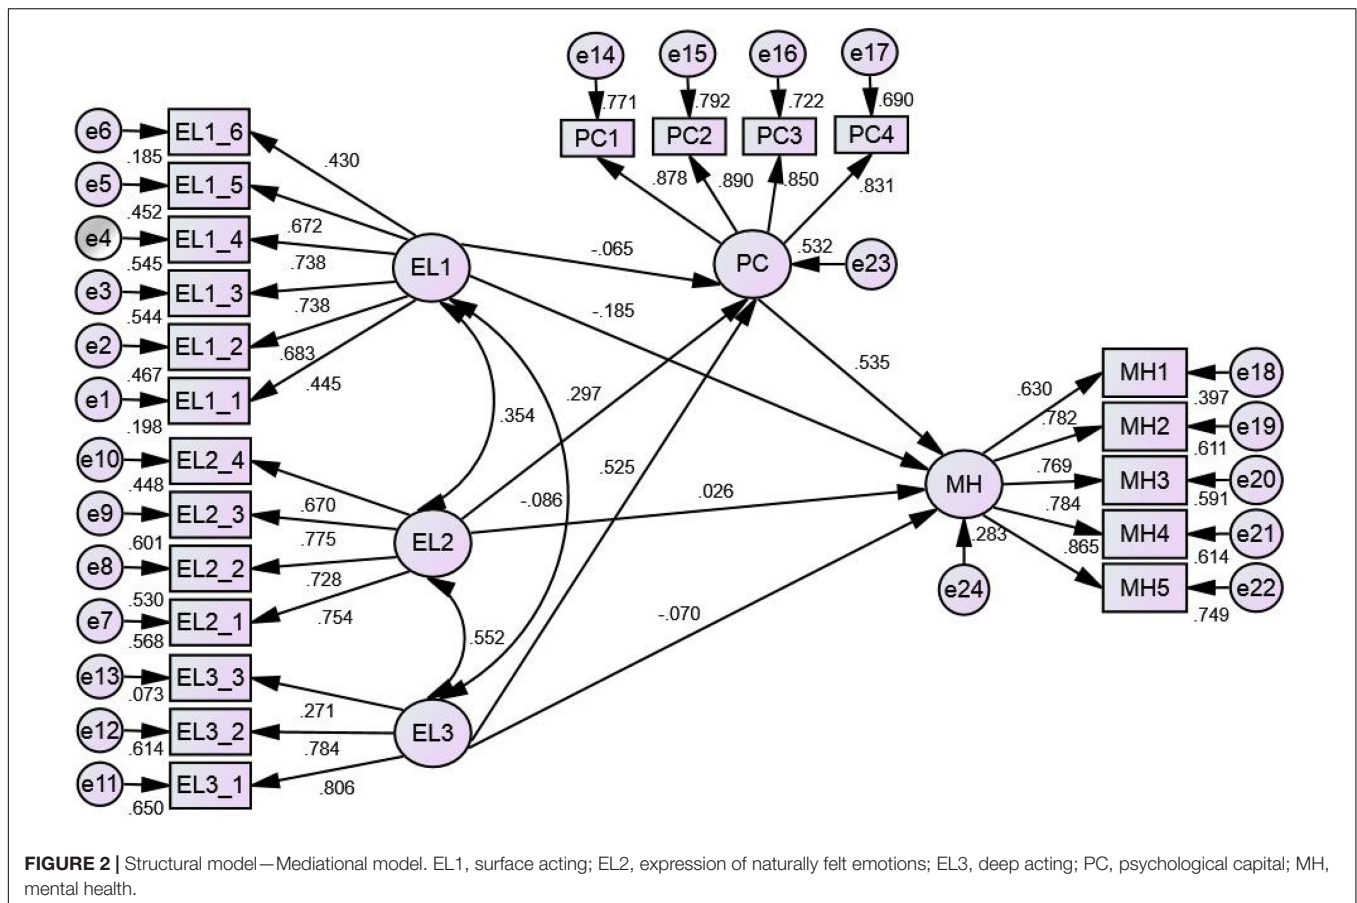 e14
e15
e16
e17
.771
.792
.722
.690
PC1
PC2
PC3
PC4
.878
.890
.850
.831
PC
.532
e23
e6
EL1_6
.185
.430
e5
EL1_5
.452
.672
e4
EL1_4
.545
.738
e3
EL1_3
.544
.738
e2
EL1_2
.467
.683
e1
EL1_1
.198
.445
EL1
-.065
-.185
.354
-.086
e10
EL2_4
.448
.670
e9
EL2_3
.601
.775
e8
EL2_2
.530
.728
e7
EL2_1
.568
.754
EL2
.297
.026
.552
e13
EL3_3
.073
.271
e12
EL3_2
.614
.784
e11
EL3_1
.650
.806
EL3
.525
-.070
.535
MH
.283
e24
.630
MH1
e18
.397
.782
MH2
e19
.611
.769
MH3
e20
.591
.784
MH4
e21
.614
.865
MH5
e22
.749
FIGURE 2 | Structural model—Mediational model. EL1, surface acting; EL2, expression of naturally felt emotions; EL3, deep acting; PC, psychological capital; MH,
mental health.